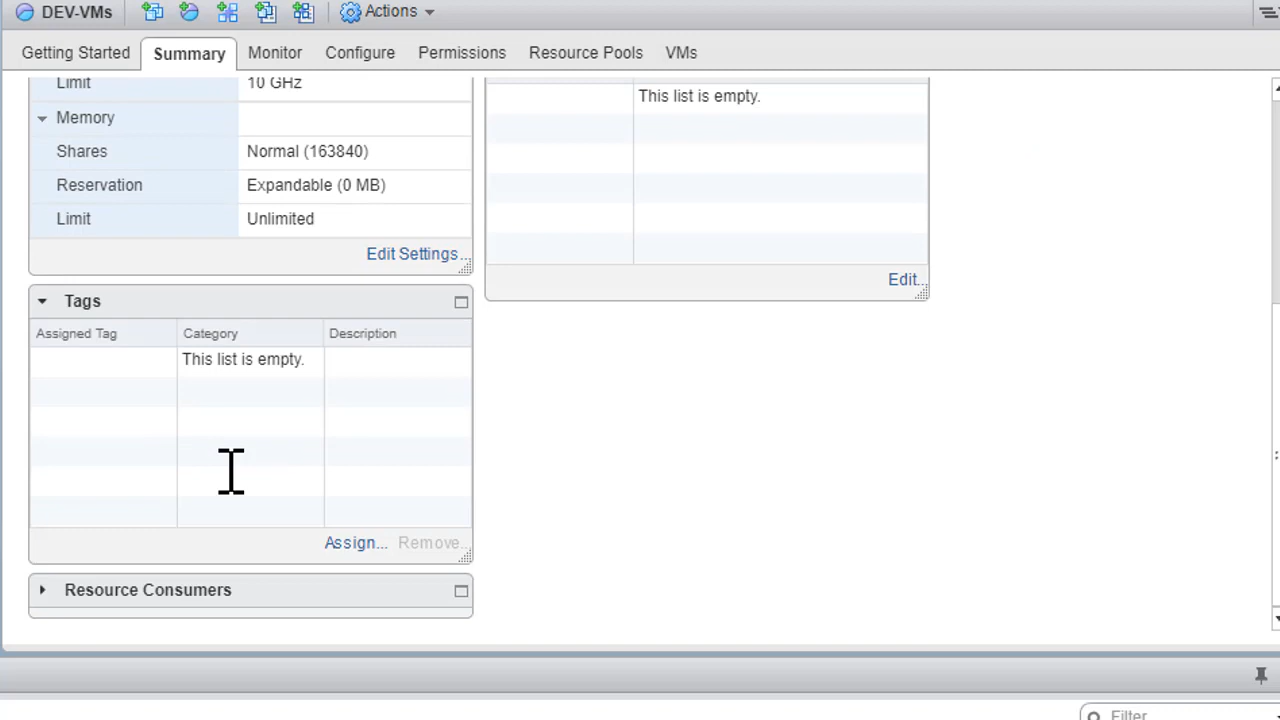 DEV-VMs Actions
Getting Started Summary Monitor Configure Permissions Resource Pools VMs
Limit 10 GHz
Memory
Shares Normal (163840)
Reservation Expandable (0 MB)
Limit Unlimited
Edit Settings...
This list is empty.
Edit...
Tags
Assigned Tag Category Description
This list is empty.
Assign... Remove...
Resource Consumers
Filter